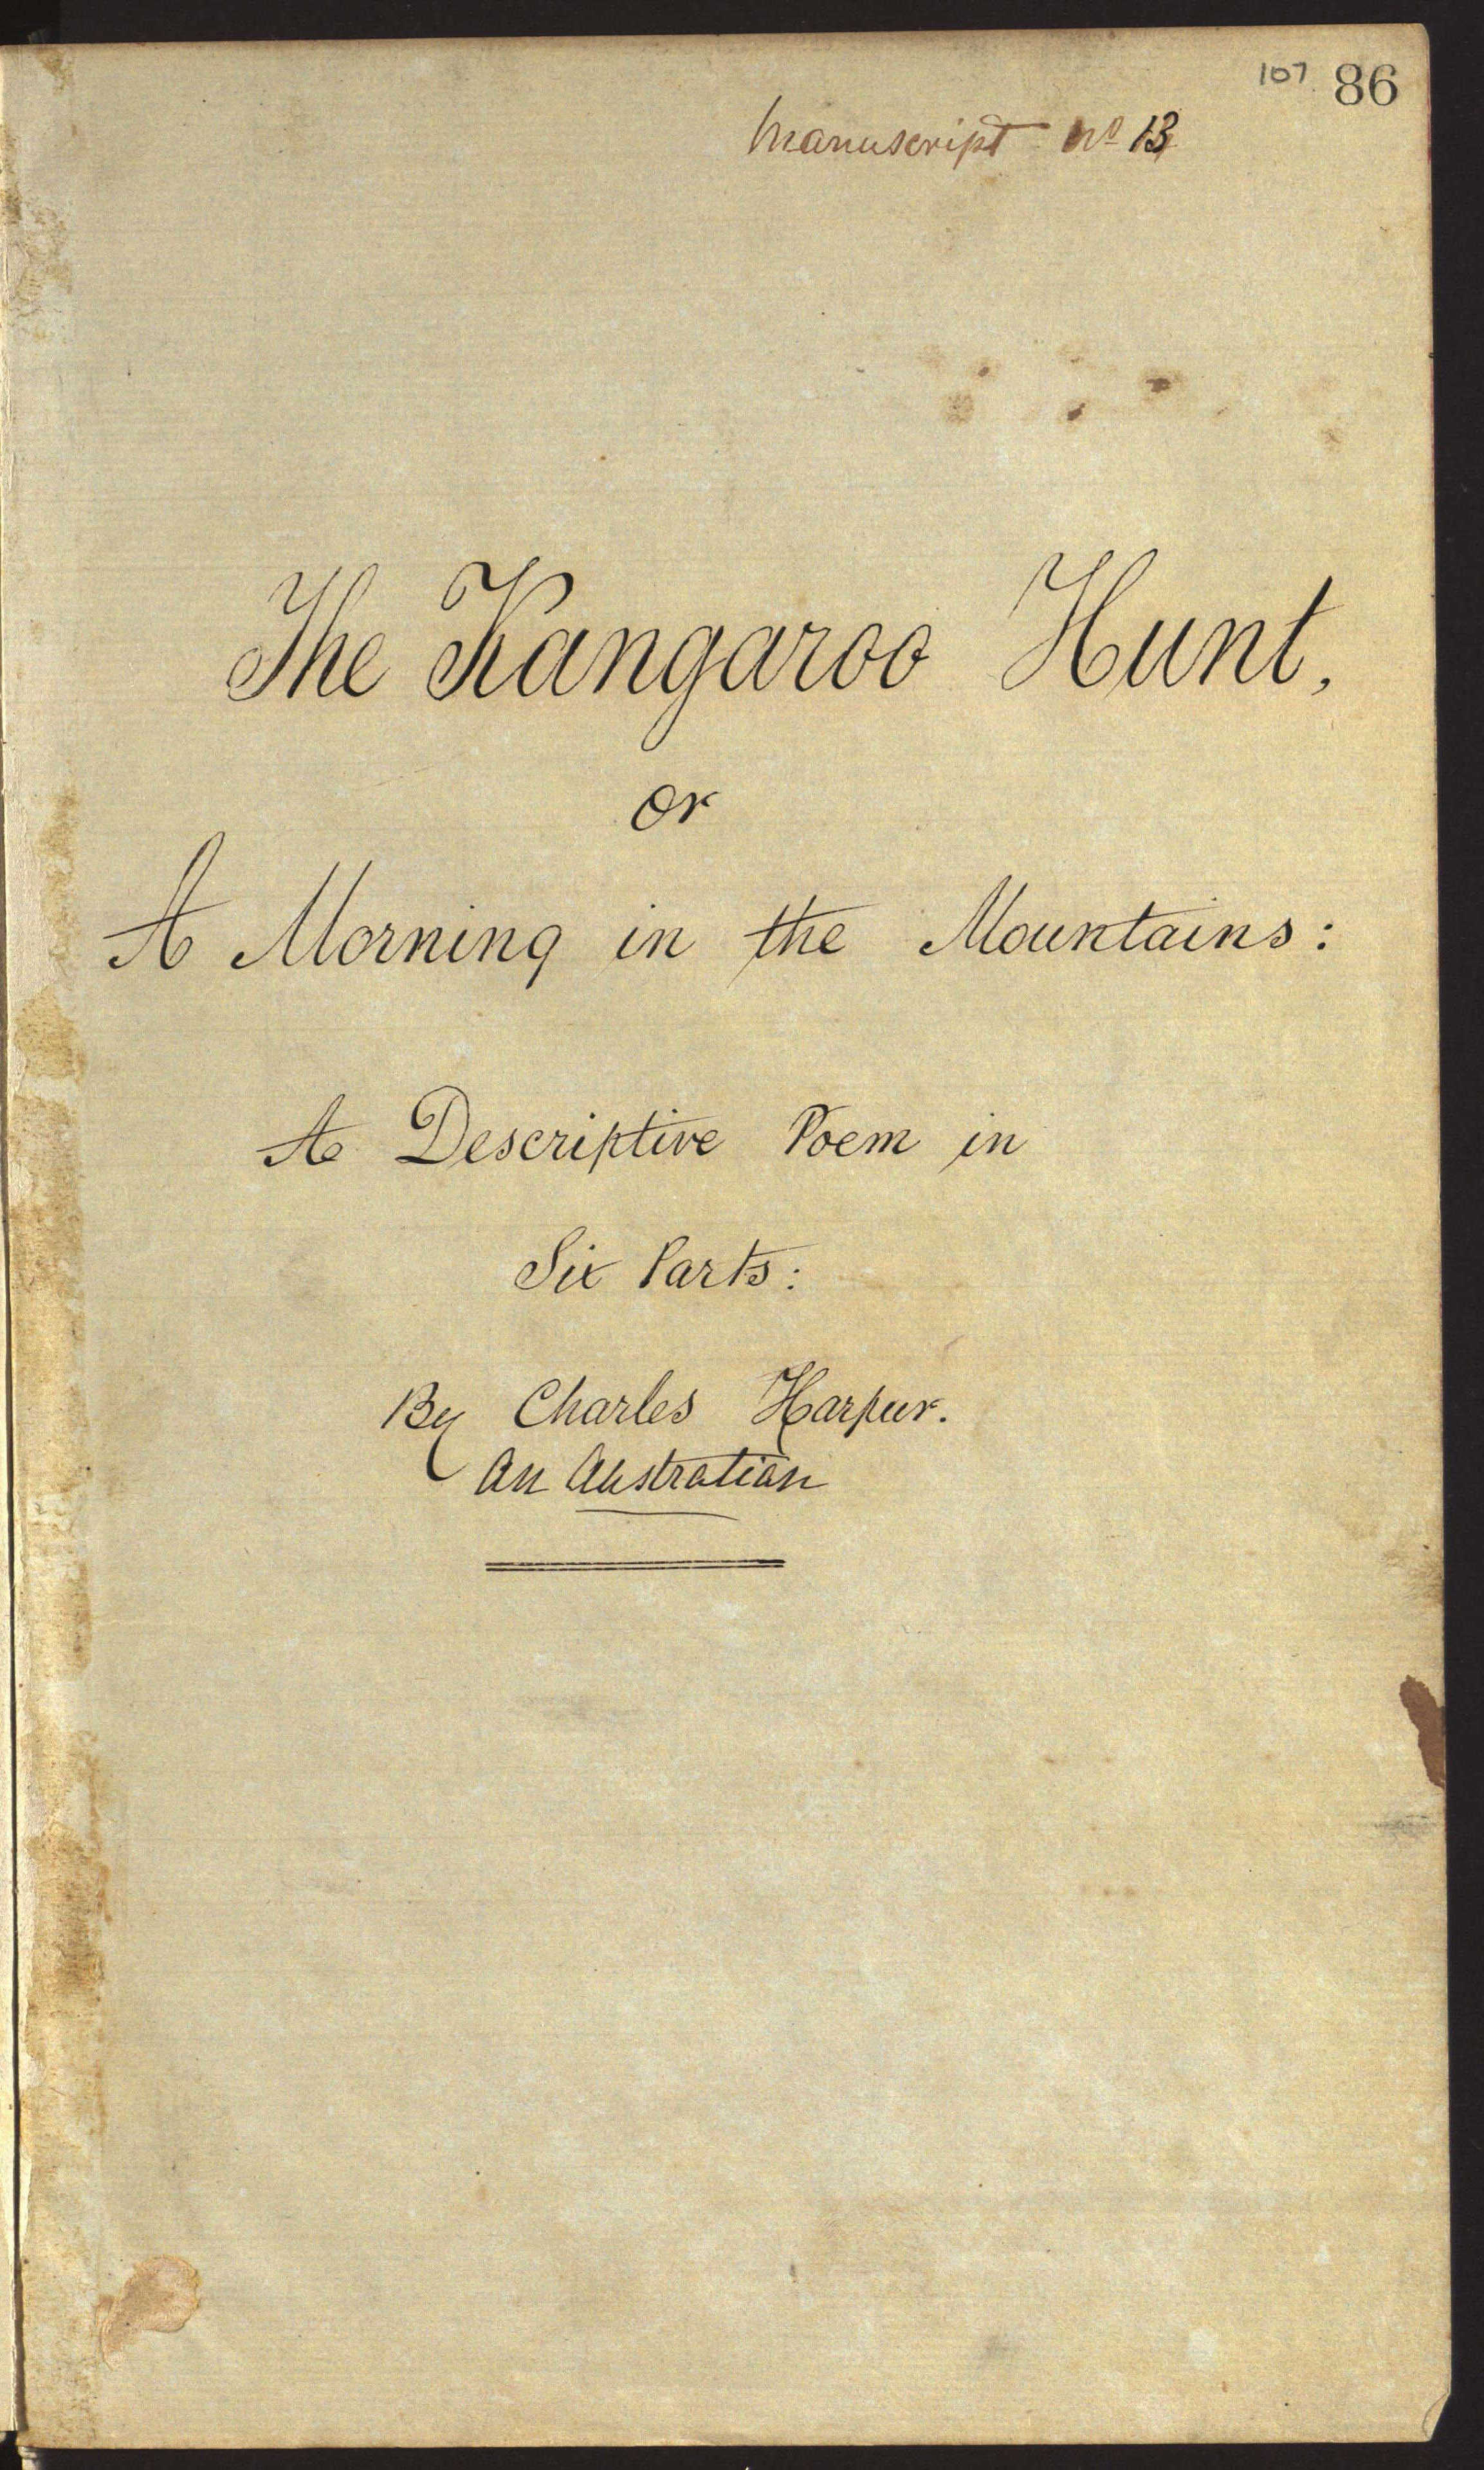 107 86
Manuscript No 13
The Kangaroo Hunt,
or
A Morning in the Mountains:
A Descriptive Poem in
Six Parts:
By Charles Harpur.
An Australian